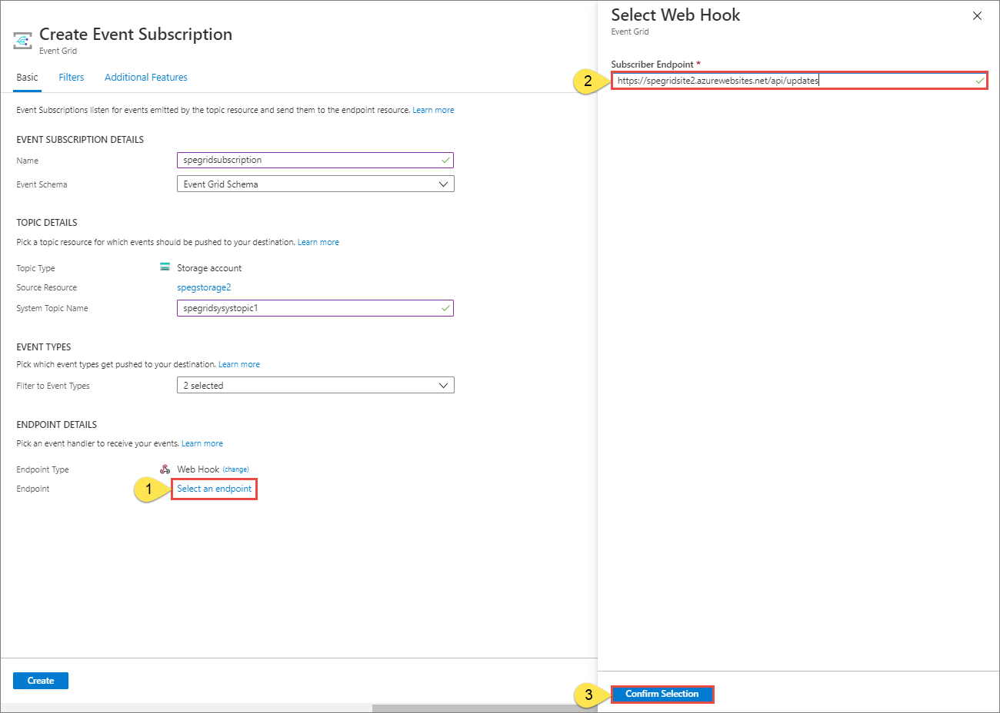 Create Event Subscription
Event Grid
Basic Filters Additional Features
Event Subscriptions listen for events emitted by the topic resource and send them to the endpoint resource. Learn more
EVENT SUBSCRIPTION DETAILS
Name spegridsubscription
Event Schema Event Grid Schema
TOPIC DETAILS
Pick a topic resource for which events should be pushed to your destination. Learn more
Topic Type Storage account
Source Resource spegstorage2
System Topic Name spegridsysystopic1
EVENT TYPES
Pick which event types get pushed to your destination. Learn more
Filter to Event Types 2 selected
ENDPOINT DETAILS
Pick an event handler to receive your events. Learn more
Endpoint Type Web Hook (change)
Endpoint 1 Select an endpoint
Create
Select Web Hook
Event Grid
Subscriber Endpoint *
2 https://spegridsite2.azurewebsites.net/api/updates
3 Confirm Selection